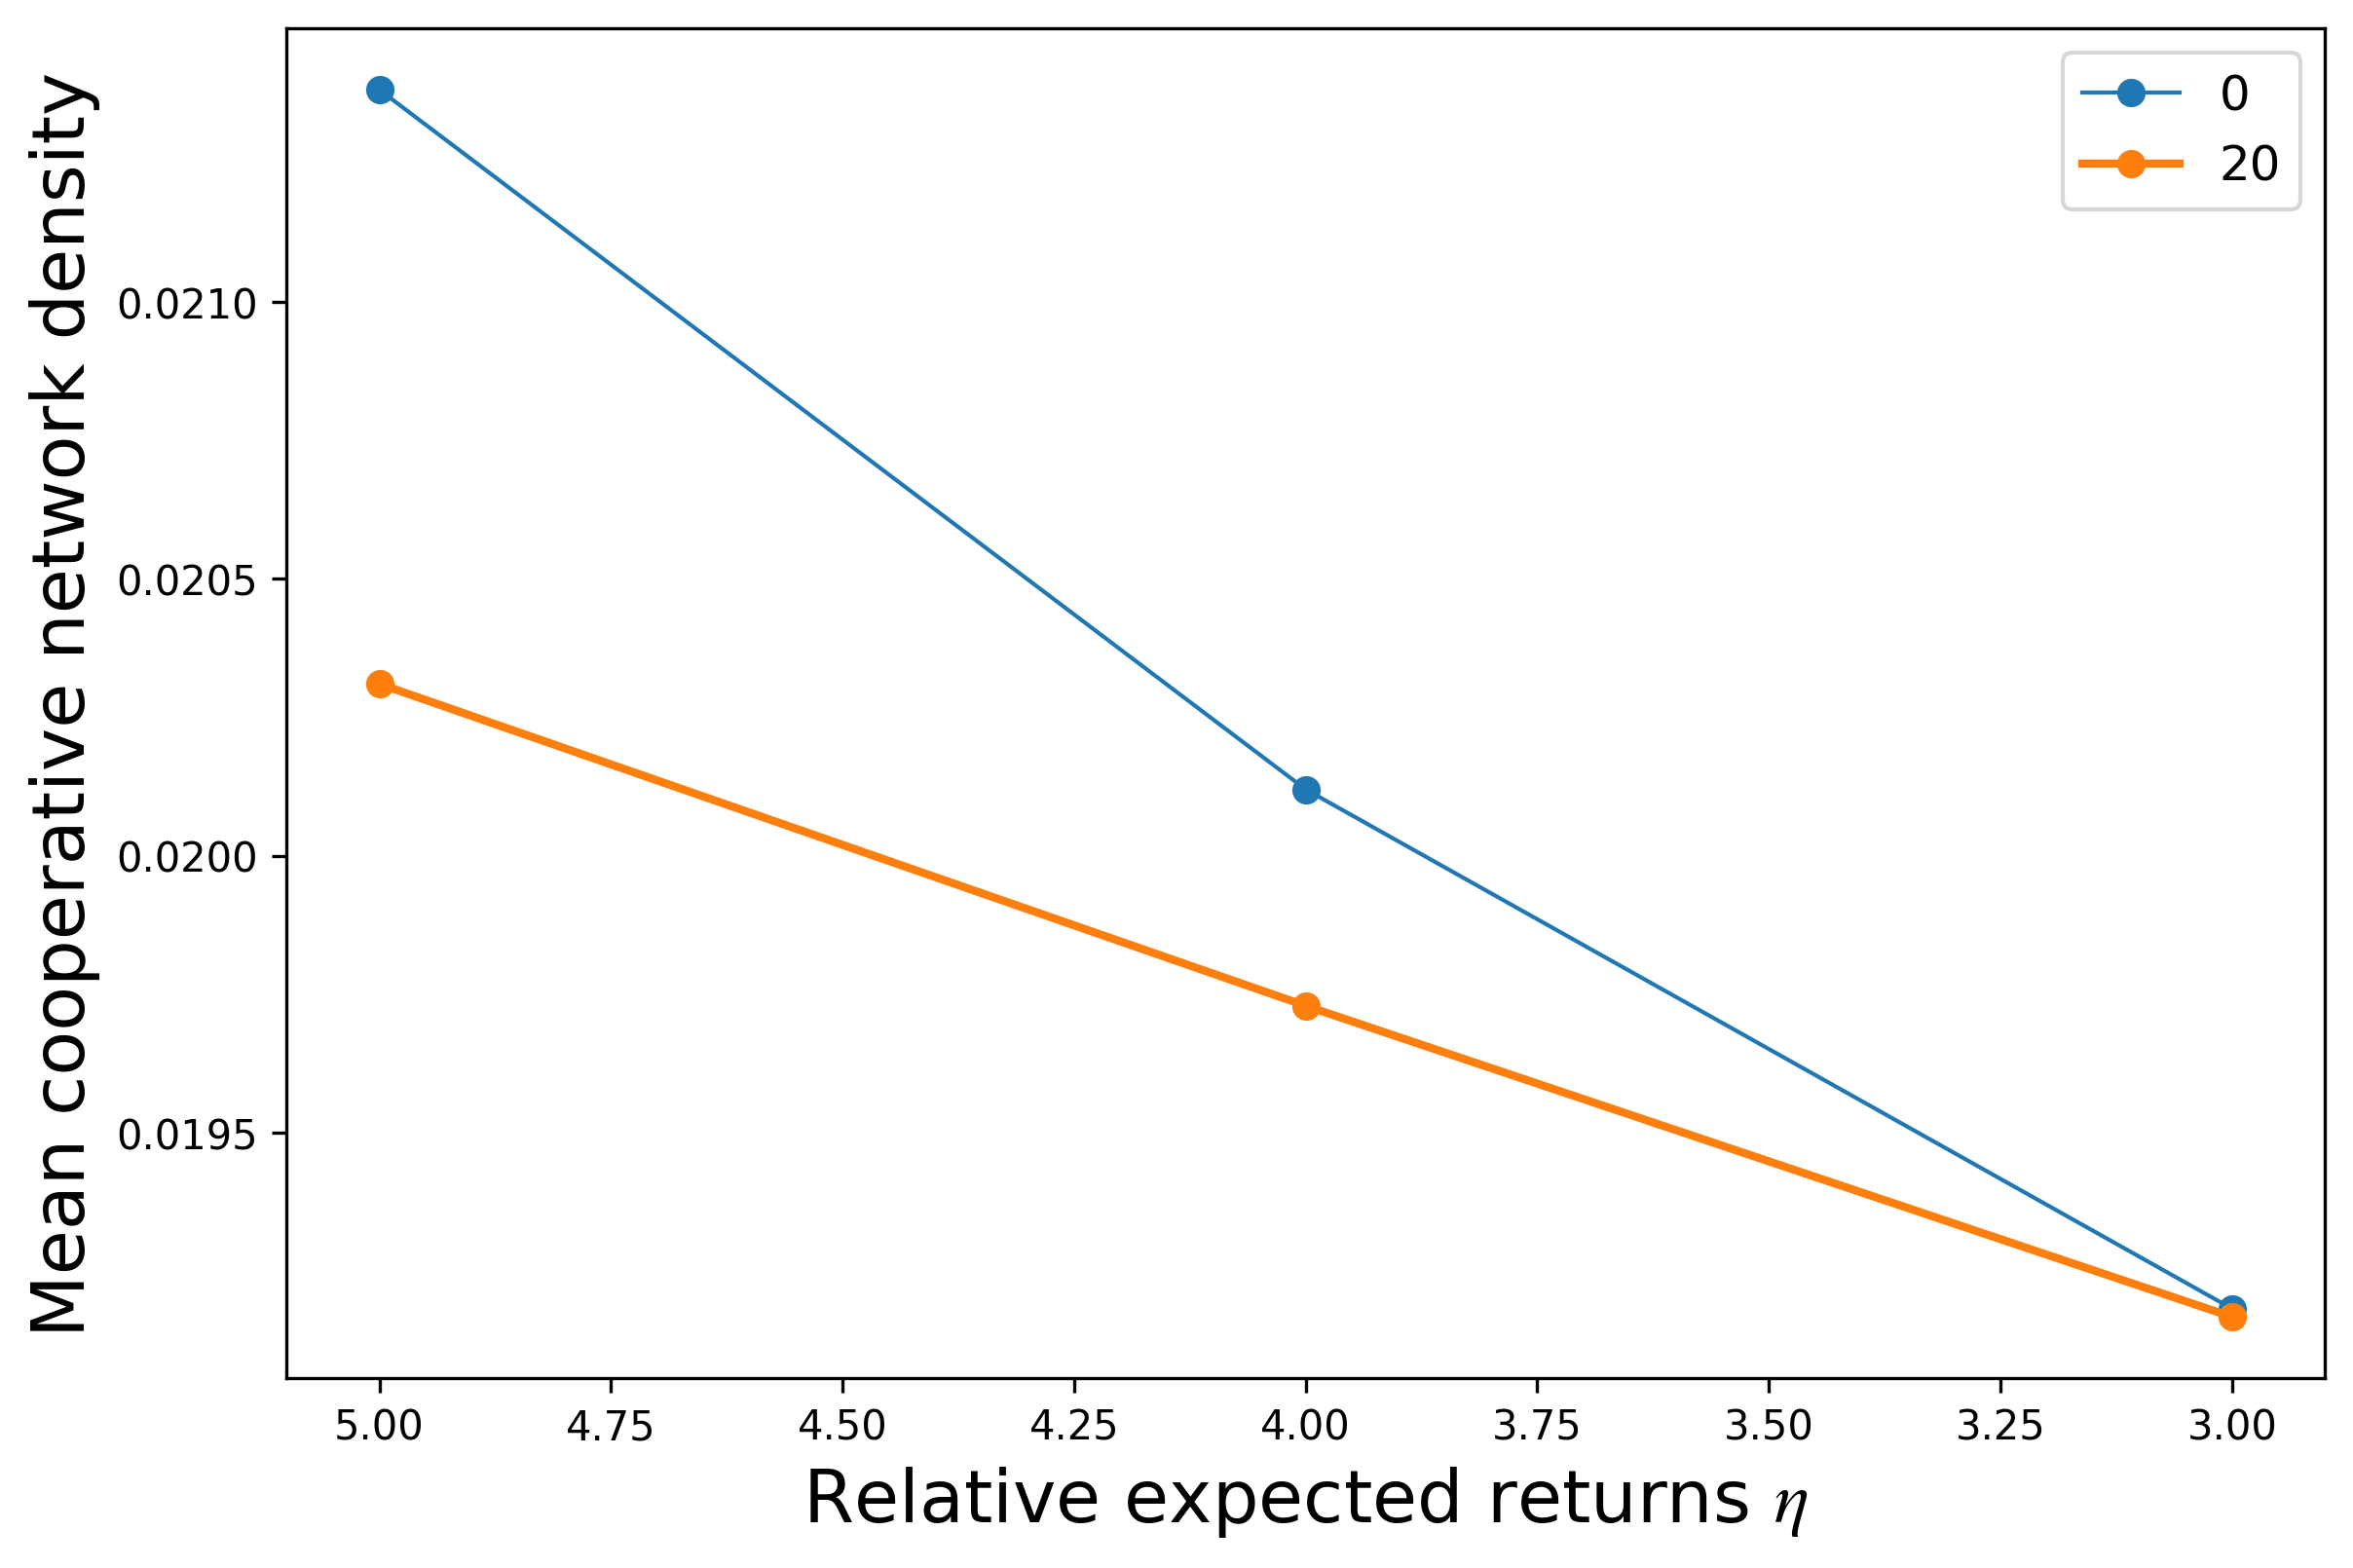 Mean cooperative network density
0.0210
0.0205
0.0200
0.0195
0
20
5.00 4.75 4.50 4.25 4.00 3.75 3.50 3.25 3.00
Relative expected returns η